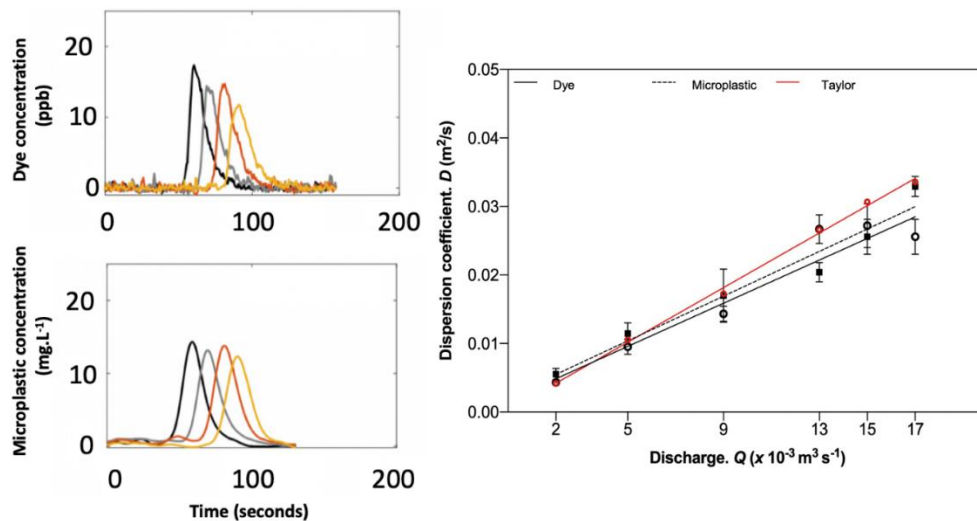 Dye concentration
(ppb)
20
10
0
0
100
200
Microplastic concentration
(mg.L-1)
20
10
0
0
100
200
Time (seconds)
Dispersion coefficient. D (m²/s)
0.05
0.04
0.03
0.02
0.01
0.00
Dye
Microplastic
Taylor
2
5
9
13
15
17
Discharge. Q (x 10-3 m3 s-1)